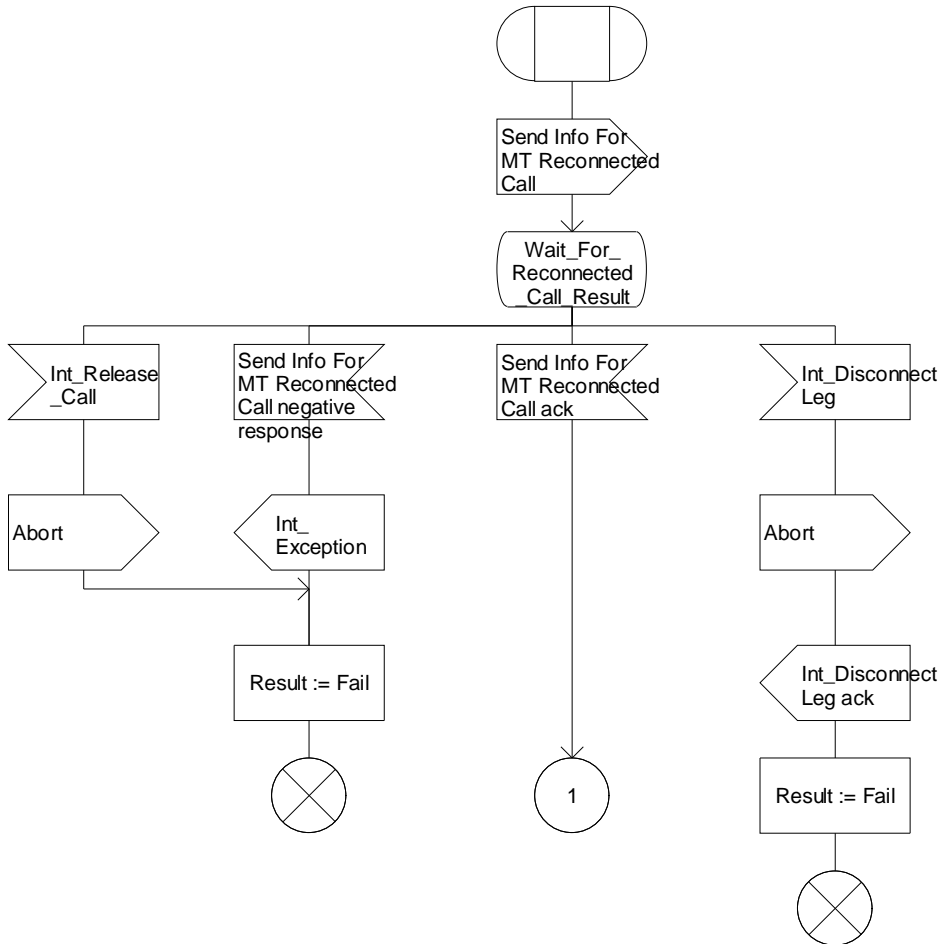 Send Info For
MT Reconnected
Call
Wait_For_
Reconnected
_Call_Result
Int_Release
_Call
Send Info For
MT Reconnected
Call negative
response
Send Info For
MT Reconnected
Call ack
Int_Disconnect
Leg
Abort
Int_
Exception
Abort
Result := Fail
Int_Disconnect
Leg ack
1
Result := Fail